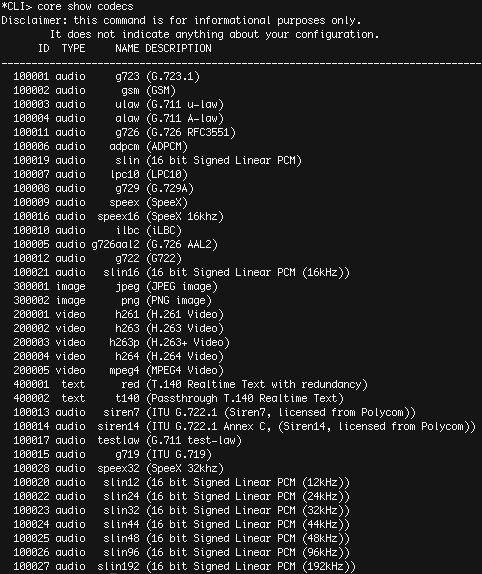 *CLI> core show codecs
Disclaimer: this command is for informational purposes only.
It does not indicate anything about your configuration.
ID TYPE NAME DESCRIPTION
-----------------------------------------------------------------------------------
100001 audio g723 (G.723.1)
100002 audio gsm (GSM)
100003 audio ulaw (G.711 u-law)
100004 audio alaw (G.711 A-law)
100011 audio g726 (G.726 RFC3551)
100006 audio adpcm (ADPCM)
100019 audio slin (16 bit Signed Linear PCM)
100007 audio lpc10 (LPC10)
100008 audio g729 (G.729A)
100009 audio speex (SpeeX)
100016 audio speex16 (SpeeX 16khz)
100010 audio ilbc (iLBC)
100005 audio g726aal2 (G.726 AAL2)
100012 audio g722 (G722)
100021 audio slin16 (16 bit Signed Linear PCM (16kHz))
300001 image jpeg (JPEG image)
300002 image png (PNG image)
200001 video h261 (H.261 Video)
200002 video h263 (H.263 Video)
200003 video h263p (H.263+ Video)
200004 video h264 (H.264 Video)
200005 video mpeg4 (MPEG4 Video)
400001 text red (T.140 Realtime Text with redundancy)
400002 text t140 (Passthrough T.140 Realtime Text)
100013 audio siren7 (ITU G.722.1 (Siren7, licensed from Polycom))
100014 audio siren14 (ITU G.722.1 Annex C, (Siren14, licensed from Polycom))
100017 audio testlaw (G.711 test-law)
100015 audio g719 (ITU G.719)
100028 audio speex32 (SpeeX 32khz)
100020 audio slin12 (16 bit Signed Linear PCM (12kHz))
100022 audio slin24 (16 bit Signed Linear PCM (24kHz))
100023 audio slin32 (16 bit Signed Linear PCM (32kHz))
100024 audio slin44 (16 bit Signed Linear PCM (44kHz))
100025 audio slin48 (16 bit Signed Linear PCM (48kHz))
100026 audio slin96 (16 bit Signed Linear PCM (96kHz))
100027 audio slin192 (16 bit Signed Linear PCM (192kHz))